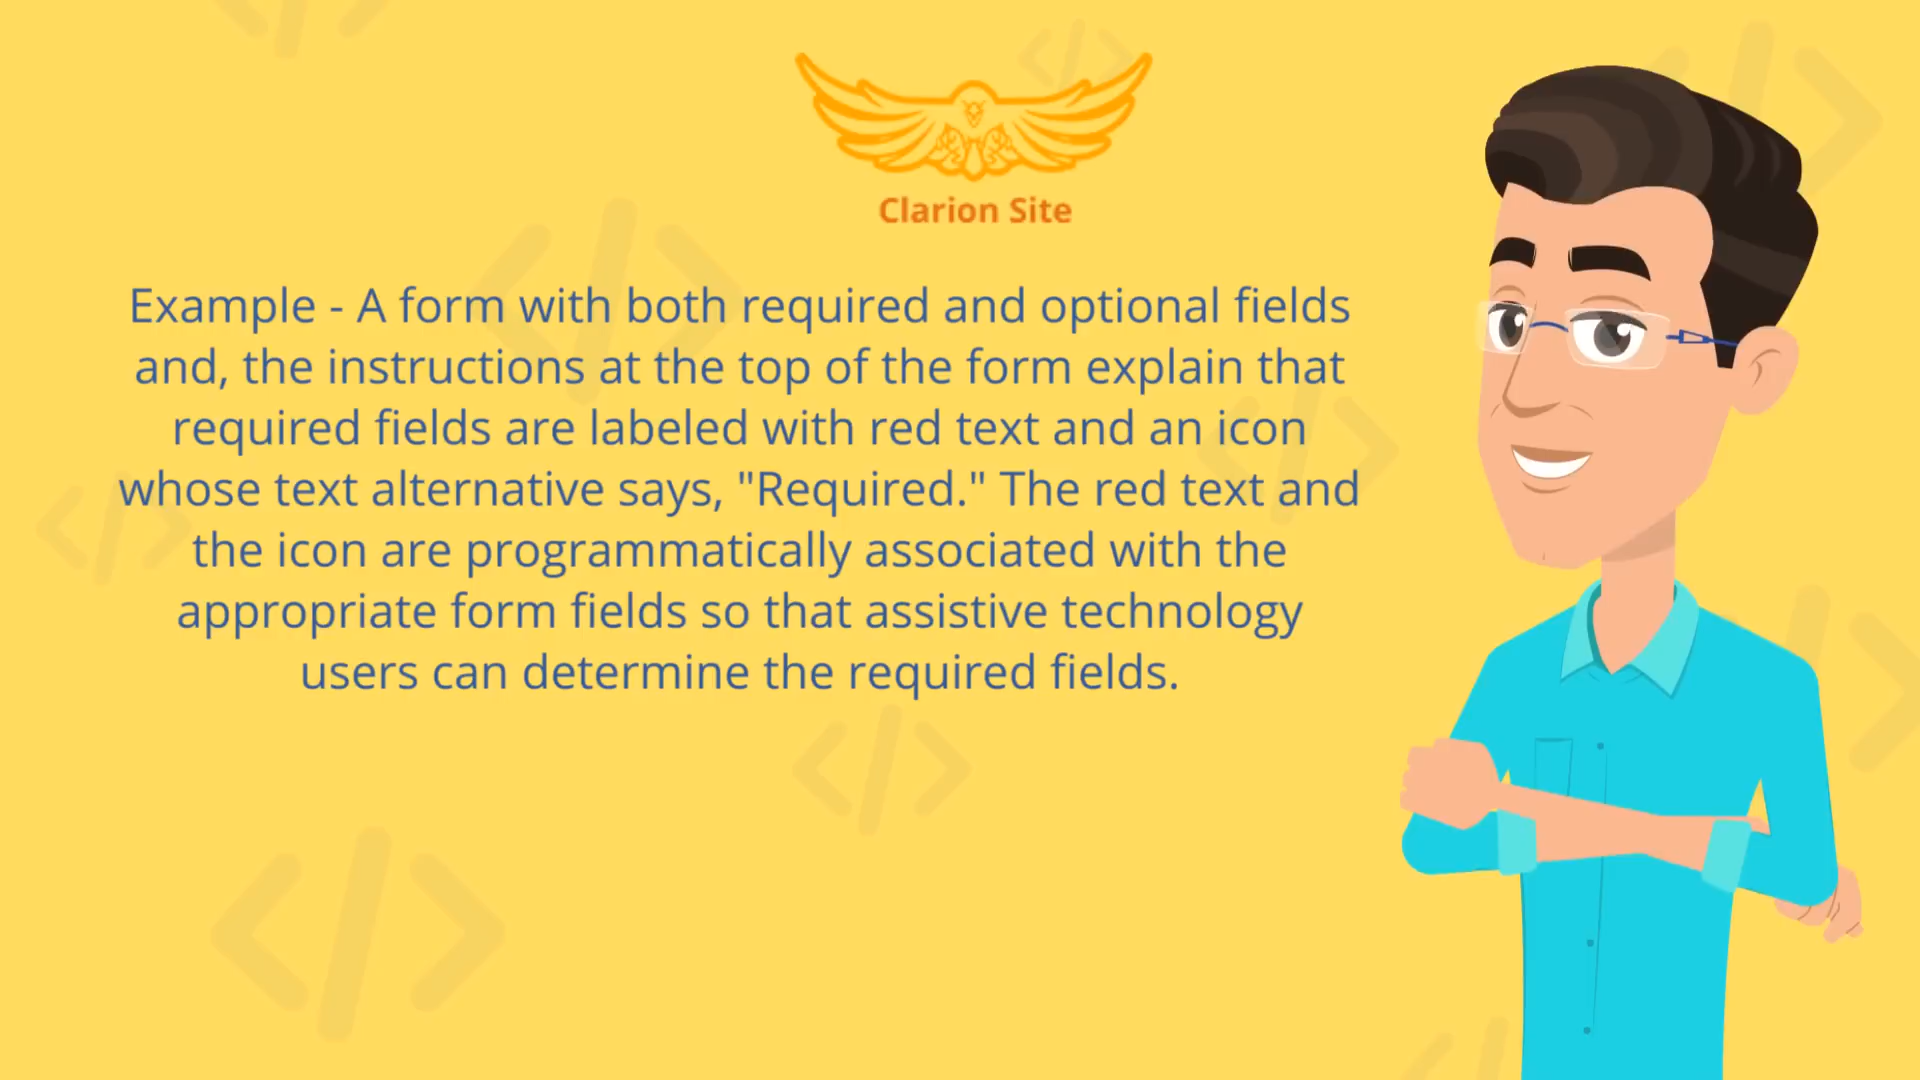 Clarion Site
Example - A form with both required and optional fields
and, the instructions at the top of the form explain that
required fields are labeled with red text and an icon
whose text alternative says, "Required." The red text and
the icon are programmatically associated with the
appropriate form fields so that assistive technology
users can determine the required fields.